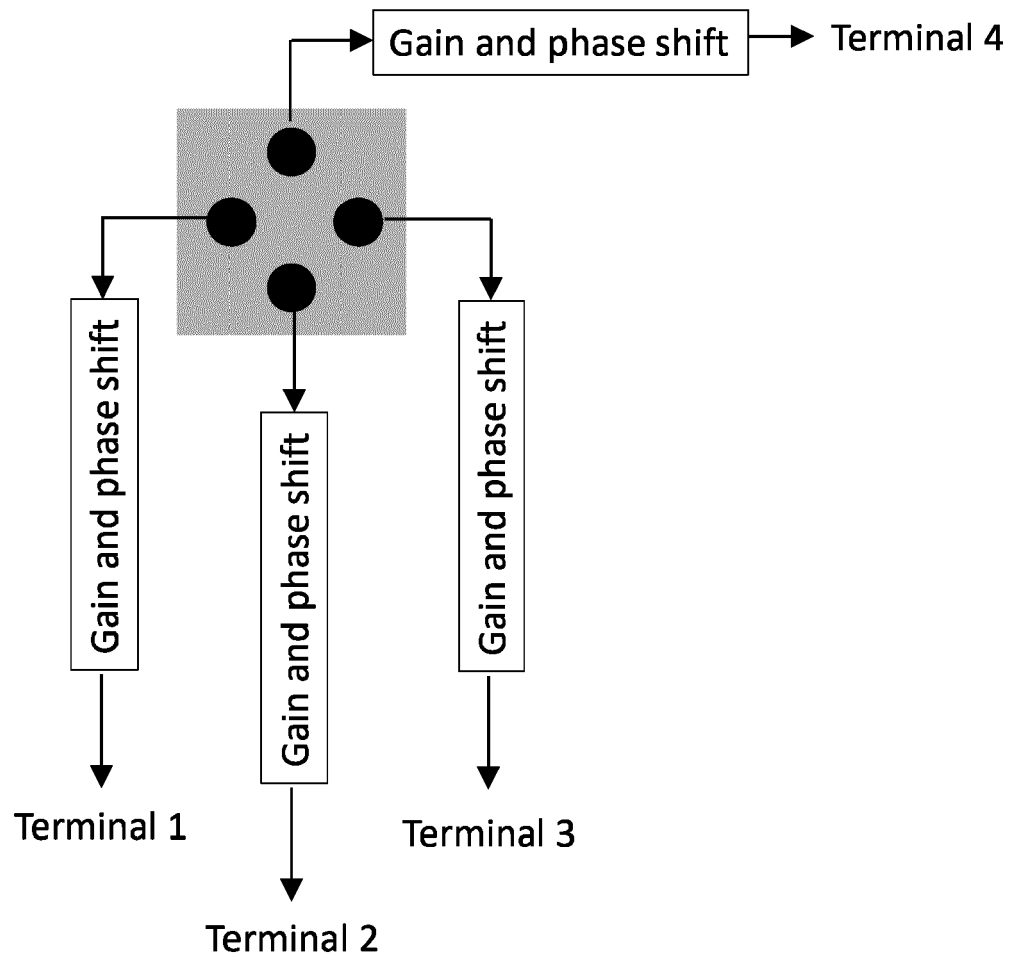 Gain and phase shift
Terminal 4
Gain and phase shift
Gain and phase shift
Gain and phase shift
Terminal 1
Terminal 3
Terminal 2